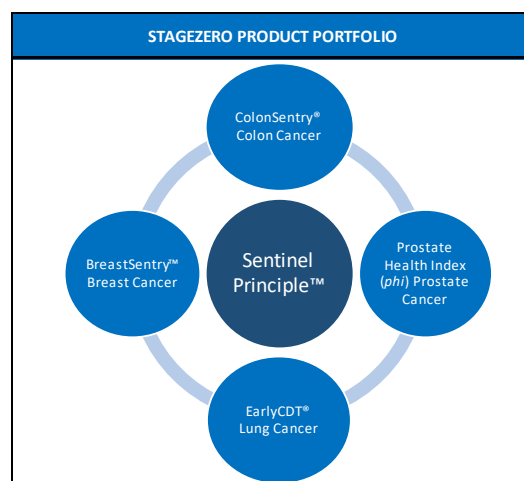 STAGEZERO PRODUCT PORTFOLIO
ColonSentry®
Colon Cancer
BreastSentry™
Breast Cancer
Sentinel
Principle™
Prostate
Health Index
(phi) Prostate
Cancer
EarlyCDT®
Lung Cancer